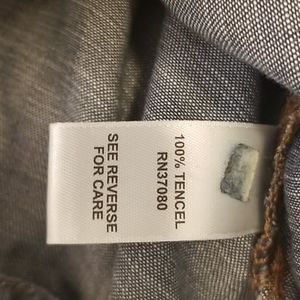 100% TENCEL
RN37080
SEE REVERSE
FOR CARE